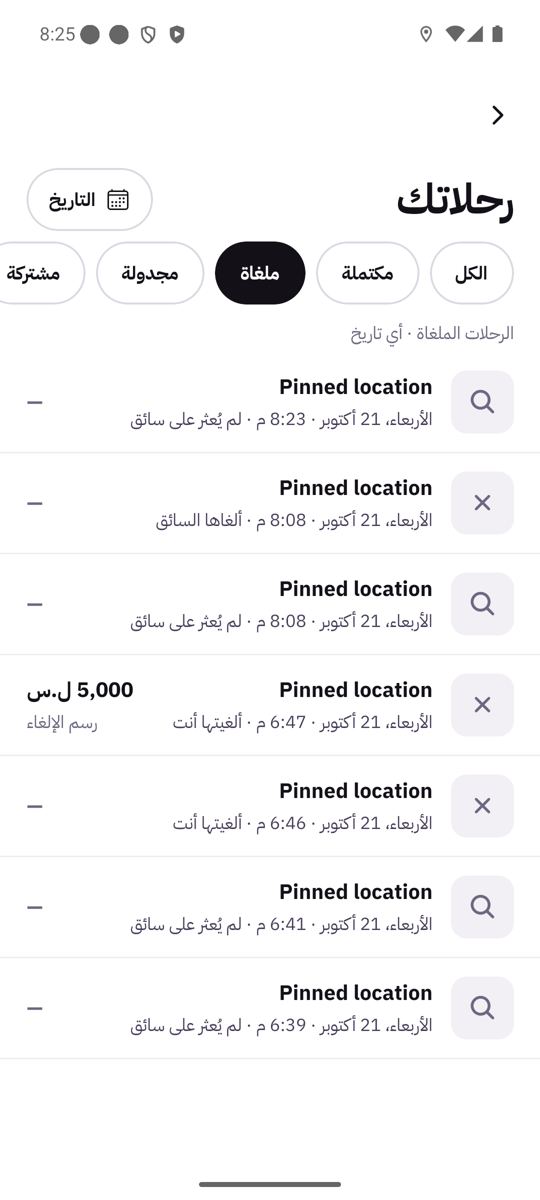 8:25
رحلاتك
التاريخ
الكل
مكتملة
ملغاة
مجدولة
مشتركة
الرحلات الملغاة · أي تاريخ
Pinned location
الأربعاء، 21 أكتوبر · 8:23 م · لم يُعثر على سائق
–
Pinned location
الأربعاء، 21 أكتوبر · 8:08 م · ألغاها السائق
–
Pinned location
الأربعاء، 21 أكتوبر · 8:08 م · لم يُعثر على سائق
–
Pinned location
5,000 ل.س
الأربعاء، 21 أكتوبر · 6:47 م · ألغيتها أنت
رسم الإلغاء
Pinned location
الأربعاء، 21 أكتوبر · 6:46 م · ألغيتها أنت
–
Pinned location
الأربعاء، 21 أكتوبر · 6:41 م · لم يُعثر على سائق
–
Pinned location
الأربعاء، 21 أكتوبر · 6:39 م · لم يُعثر على سائق
–